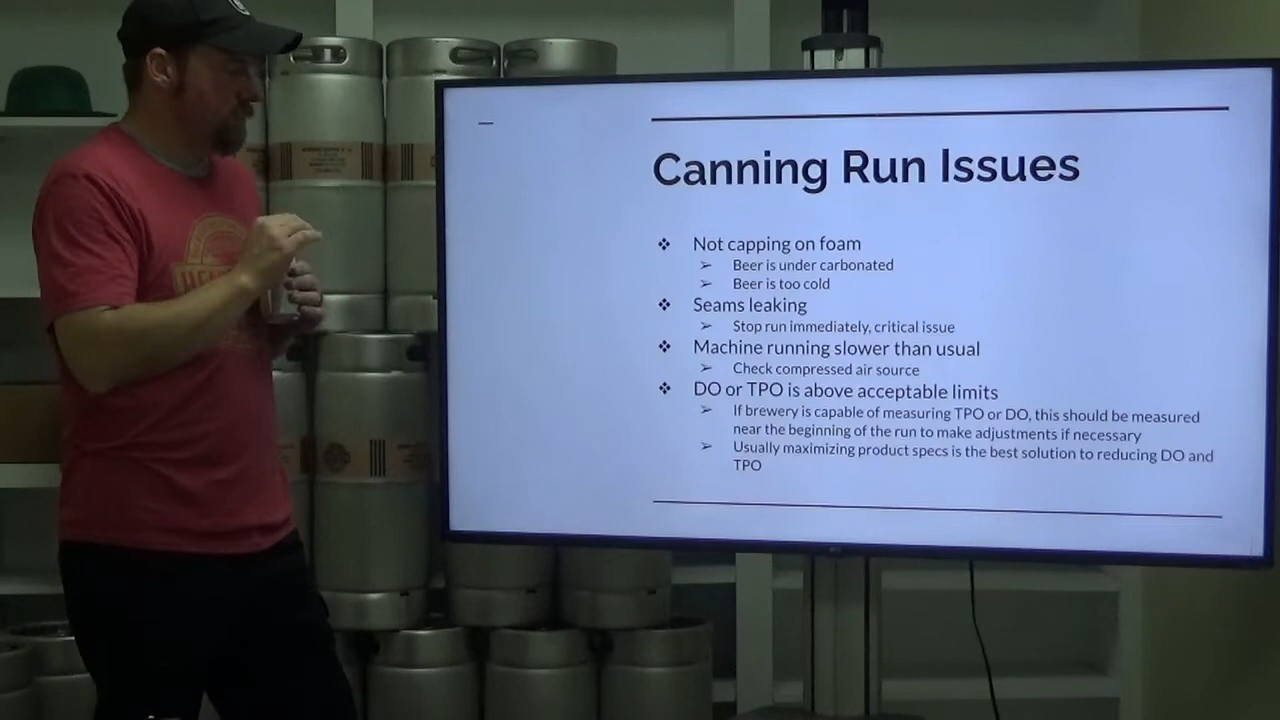 Canning Run Issues
❖ Not capping on foam
➢ Beer is under carbonated
➢ Beer is too cold
❖ Seams leaking
➢ Stop run immediately, critical issue
❖ Machine running slower than usual
➢ Check compressed air source
❖ DO or TPO is above acceptable limits
➢ If brewery is capable of measuring TPO or DO, this should be measured
near the beginning of the run to make adjustments if necessary
➢ Usually maximizing product specs is the best solution to reducing DO and
TPO